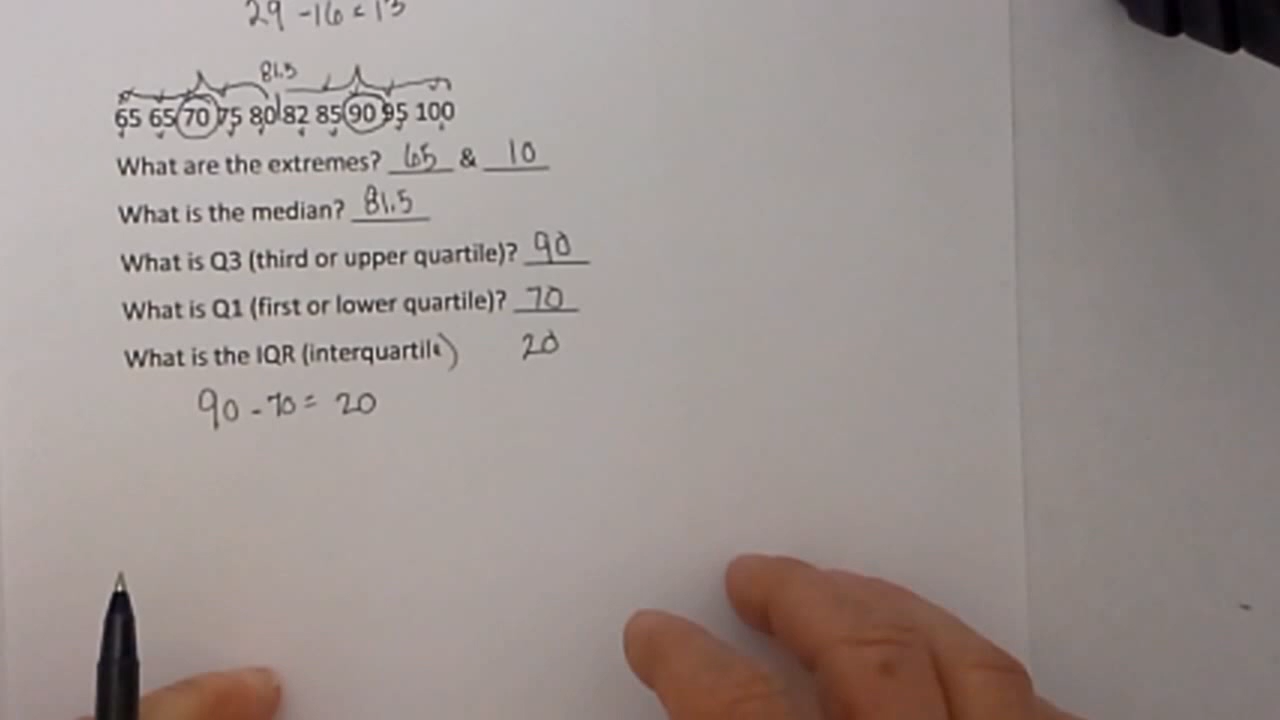 29 - 16 = 13
81.5
65 65 70 75 80 82 85 90 95 100
What are the extremes? 65 & 10
What is the median? 81.5
What is Q3 (third or upper quartile)? 90
What is Q1 (first or lower quartile)? 70
What is the IQR (interquartile) 20
90 - 70 = 20